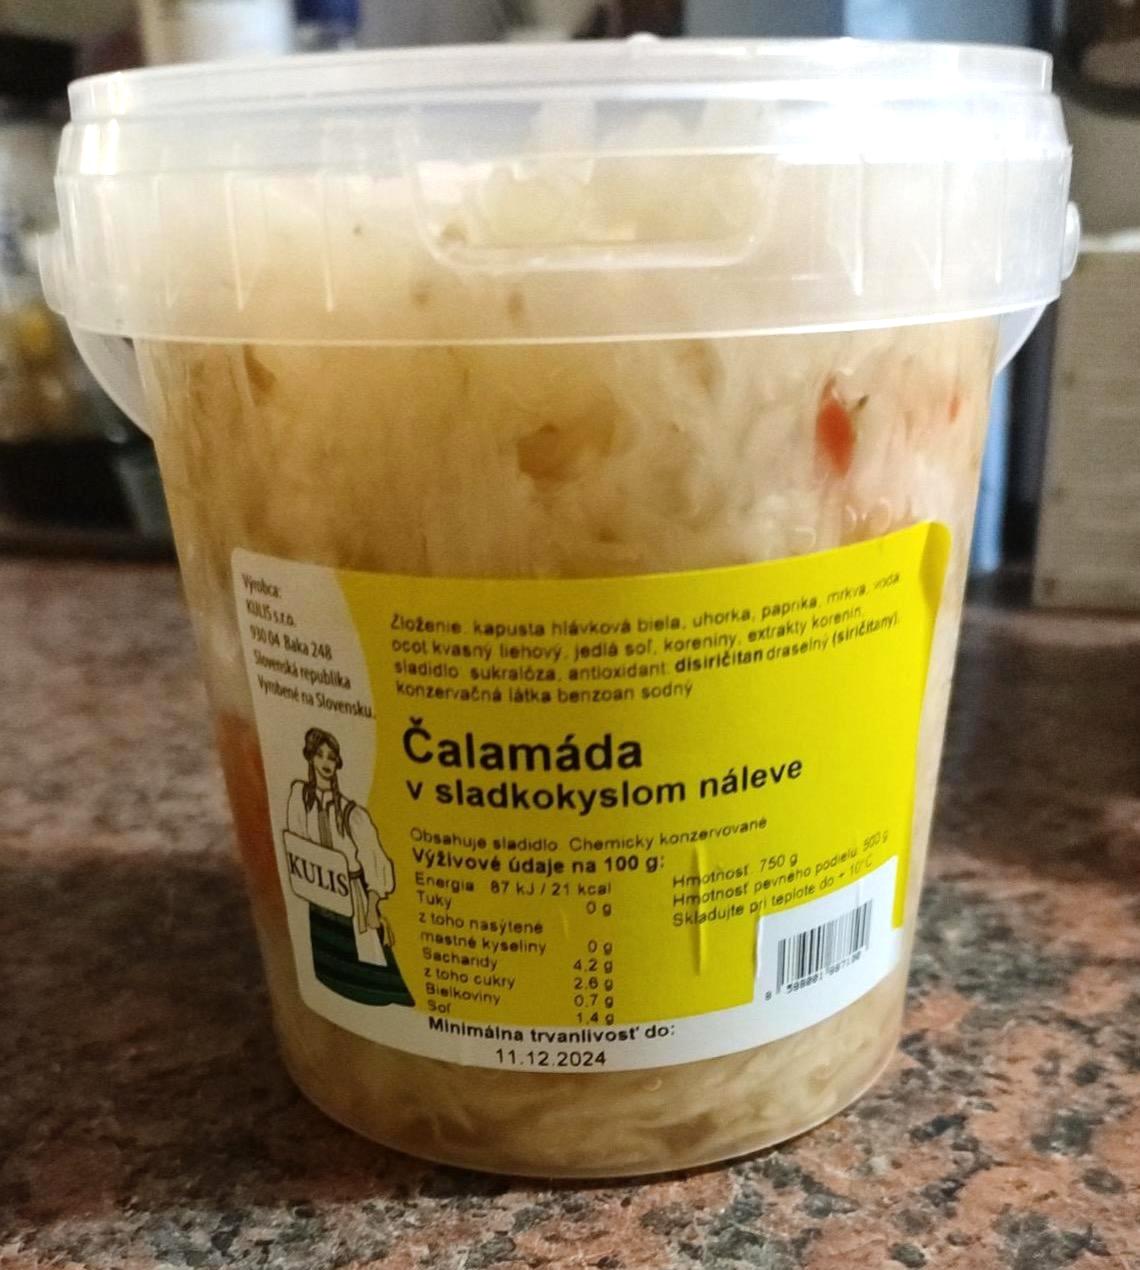 Výrobca:
KULIS s.r.o.
930 04 Baka 248
Slovenská republika
Vyrobené na Slovensku.
Zloženie: kapusta hlávková biela, uhorka, paprika, mrkva, voda
ocot kvasný liehový, jedlá soľ, koreniny, extrakty korenín,
sladidlo sukralóza, antioxidant: disiričitan draselný (siričitany),
konzervačná látka benzoan sodný
Čalamáda
v sladkokyslom náleve
Obsahuje sladidlo. Chemicky konzervované
Výživové údaje na 100 g:
Energia 87 kJ / 21 kcal
Tuky 0 g
z toho nasýtené
mastné kyseliny 0 g
Sacharidy 4,2 g
z toho cukry 2,6 g
Bielkoviny 0,7 g
Soľ 1,4 g
Hmotnosť 750 g
Hmotnosť pevného podielu 500 g
Skladujte pri teplote do + 10°C
KULIS
Minimálna trvanlivosť do:
11.12.2024